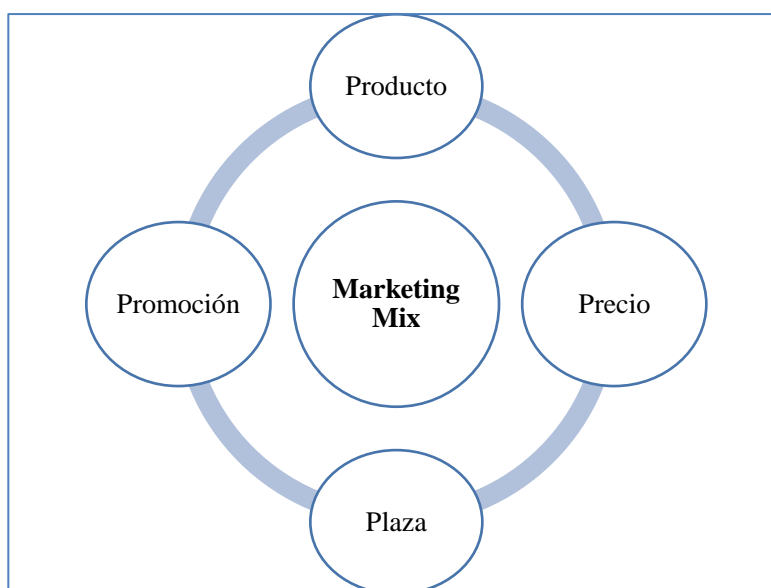 Producto
Promoción
Marketing
Mix
Precio
Plaza